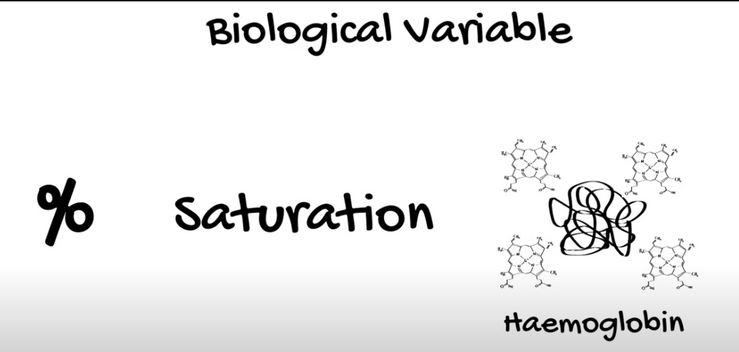 Biological Variable
% Saturation
Haemoglobin